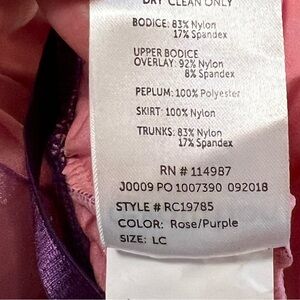 DRY CLEAN ONLY
BODICE: 83% Nylon
17% Spandex
UPPER BODICE
OVERLAY: 92% Nylon
8% Spandex
PEPLUM: 100% Polyester
SKIRT: 100% Nylon
TRUNKS: 83% Nylon
17% Spandex
RN # 114987
J0009 PO 1007390 092018
STYLE # RC19785
COLOR: Rose/Purple
SIZE: LC